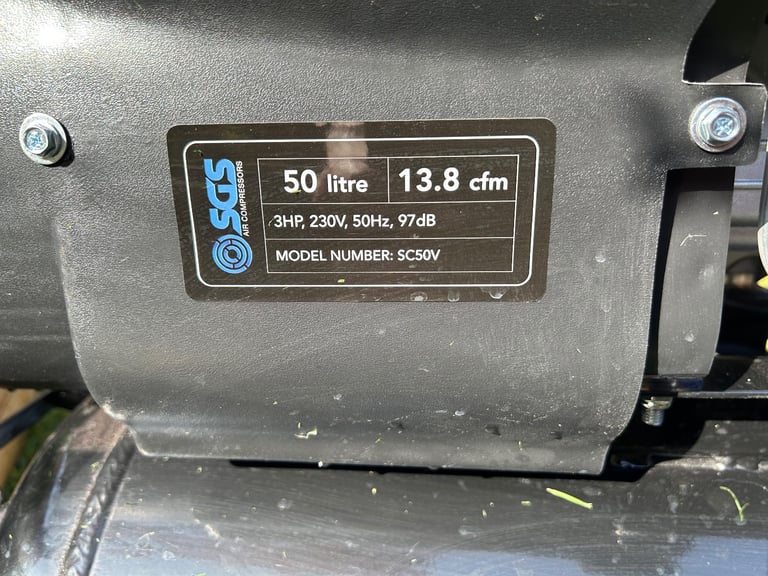 SGS
AIR COMPRESSORS
50 litre
13.8 cfm
3HP, 230V, 50Hz, 97dB
MODEL NUMBER: SC50V